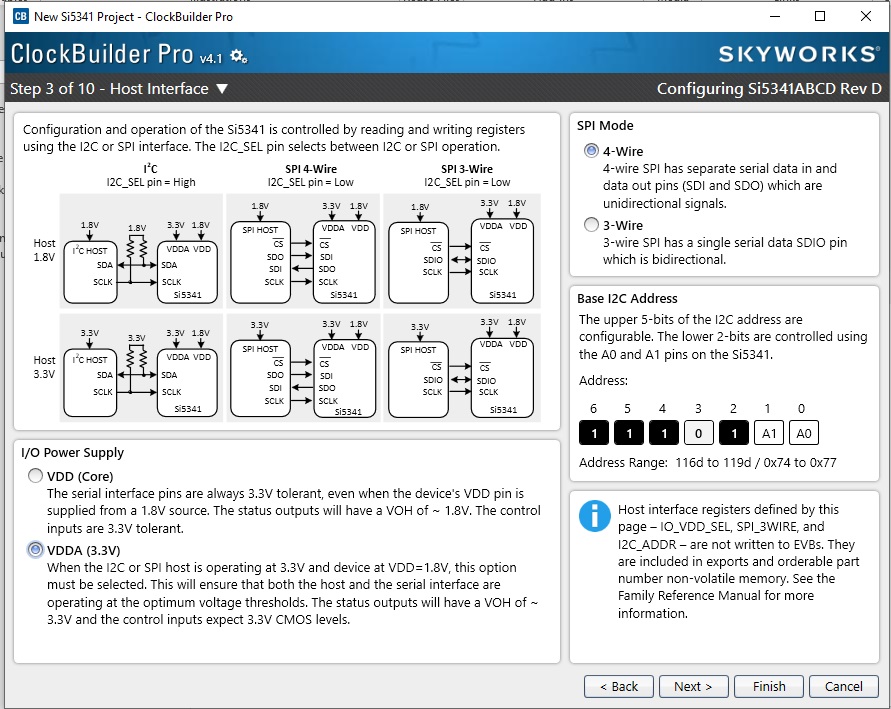 New Si5341 Project - ClockBuilder Pro
ClockBuilder Pro v4.1
SKYWORKS
Step 3 of 10 - Host Interface ▼
Configuring Si5341ABCD Rev D
Configuration and operation of the Si5341 is controlled by reading and writing registers
using the I2C or SPI interface. The I2C_SEL pin selects between I2C or SPI operation.
I²C
I2C_SEL pin = High
SPI 4-Wire
I2C_SEL pin = Low
SPI 3-Wire
I2C_SEL pin = Low
Host
1.8V
1.8V
1.8V
3.3V 1.8V
I²C HOST
VDDA VDD
SDA
SDA
SCLK
SCLK
Si5341
1.8V
3.3V 1.8V
SPI HOST
VDDA VDD
CS
CS
SDO
SDI
SDI
SDO
SCLK
SCLK
Si5341
1.8V
3.3V 1.8V
SPI HOST
VDDA VDD
CS
CS
SDIO
SDIO
SCLK
SCLK
Si5341
Host
3.3V
3.3V
3.3V
3.3V 1.8V
I²C HOST
VDDA VDD
SDA
SDA
SCLK
SCLK
Si5341
3.3V
3.3V 1.8V
SPI HOST
VDDA VDD
CS
CS
SDO
SDI
SDI
SDO
SCLK
SCLK
Si5341
3.3V
3.3V 1.8V
SPI HOST
VDDA VDD
CS
CS
SDIO
SDIO
SCLK
SCLK
Si5341
I/O Power Supply
VDD (Core)
The serial interface pins are always 3.3V tolerant, even when the device's VDD pin is
supplied from a 1.8V source. The status outputs will have a VOH of ~ 1.8V. The control
inputs are 3.3V tolerant.
VDDA (3.3V)
When the I2C or SPI host is operating at 3.3V and device at VDD=1.8V, this option
must be selected. This will ensure that both the host and the serial interface are
operating at the optimum voltage thresholds. The status outputs will have a VOH of ~
3.3V and the control inputs expect 3.3V CMOS levels.
SPI Mode
4-Wire
4-wire SPI has separate serial data in and
data out pins (SDI and SDO) which are
unidirectional signals.
3-Wire
3-wire SPI has a single serial data SDIO pin
which is bidirectional.
Base I2C Address
The upper 5-bits of the I2C address are
configurable. The lower 2-bits are controlled using
the A0 and A1 pins on the Si5341.
Address:
6 5 4 3 2 1 0
1 1 1 0 1 A1 A0
Address Range: 116d to 119d / 0x74 to 0x77
Host interface registers defined by this
page – IO_VDD_SEL, SPI_3WIRE, and
I2C_ADDR – are not written to EVBs. They
are included in exports and orderable part
number non-volatile memory. See the
Family Reference Manual for more
information.
< Back
Next >
Finish
Cancel